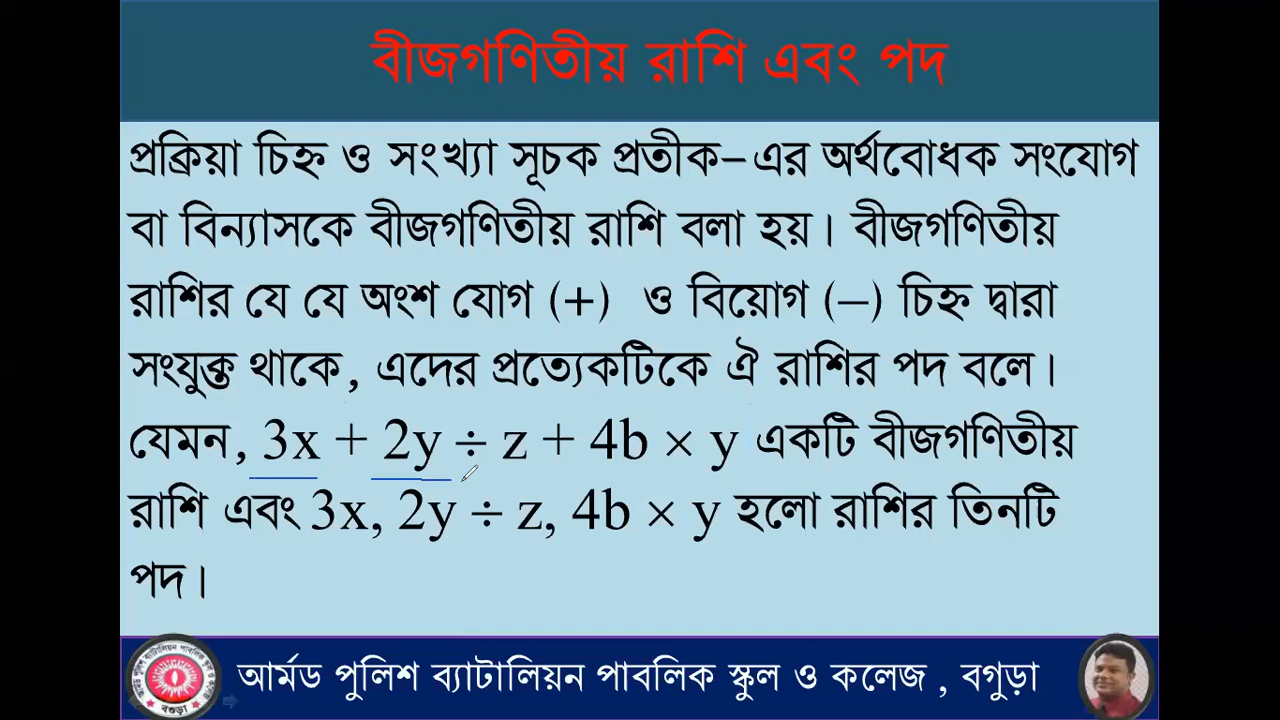 বীজগণিতীয় রাশি এবং পদ
প্রক্রিয়া চিহ্ন ও সংখ্যা সূচক প্রতীক–এর অর্থবোধক সংযোগ
বা বিন্যাসকে বীজগণিতীয় রাশি বলা হয়। বীজগণিতীয়
রাশির যে যে অংশ যোগ (+) ও বিয়োগ (–) চিহ্ন দ্বারা
সংযুক্ত থাকে, এদের প্রত্যেকটিকে ঐ রাশির পদ বলে।
যেমন, 3x + 2y ÷ z + 4b × y একটি বীজগণিতীয়
রাশি এবং 3x, 2y ÷ z, 4b × y হলো রাশির তিনটি
পদ।
আর্মড পুলিশ ব্যাটালিয়ন পাবলিক স্কুল ও কলেজ , বগুড়া
বগুড়া